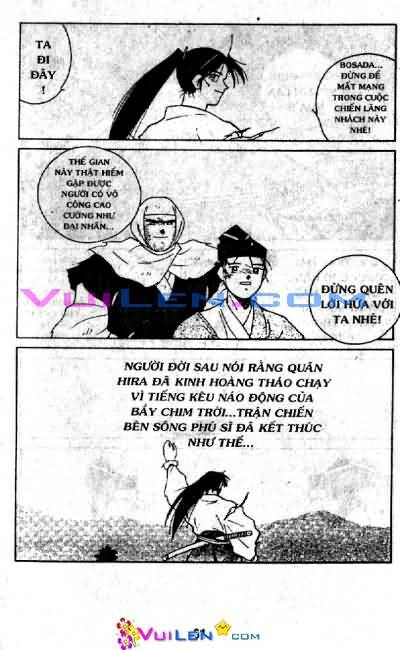 TA
ĐI
ĐÂY
!
BOSADA...
ĐỪNG ĐỂ
MẤT MẠNG
TRONG CUỘC
CHIẾN LĂNG
NHÁCH NÀY
NHÉ!
THẾ GIAN
NÀY THẬT HIẾM
GẶP ĐƯỢC
NGƯỜI CÓ VÕ
CÔNG CAO
CƯỜNG NHƯ
ĐẠI NHÂN...
ĐỪNG QUÊN
LỜI HỨA VỚI
TA NHÉ!
VUILEN.COM
NGƯỜI ĐỜI SAU NÓI RẰNG QUÂN
HIRA ĐÃ KINH HOÀNG THÁO CHẠY
VÌ TIẾNG KÊU NÁO ĐỘNG CỦA
BẦY CHIM TRỜI...TRẬN CHIẾN
BÊN SÔNG PHÚ SĨ ĐÃ KẾT THÚC
NHƯ THẾ...
VUILEN
.COM